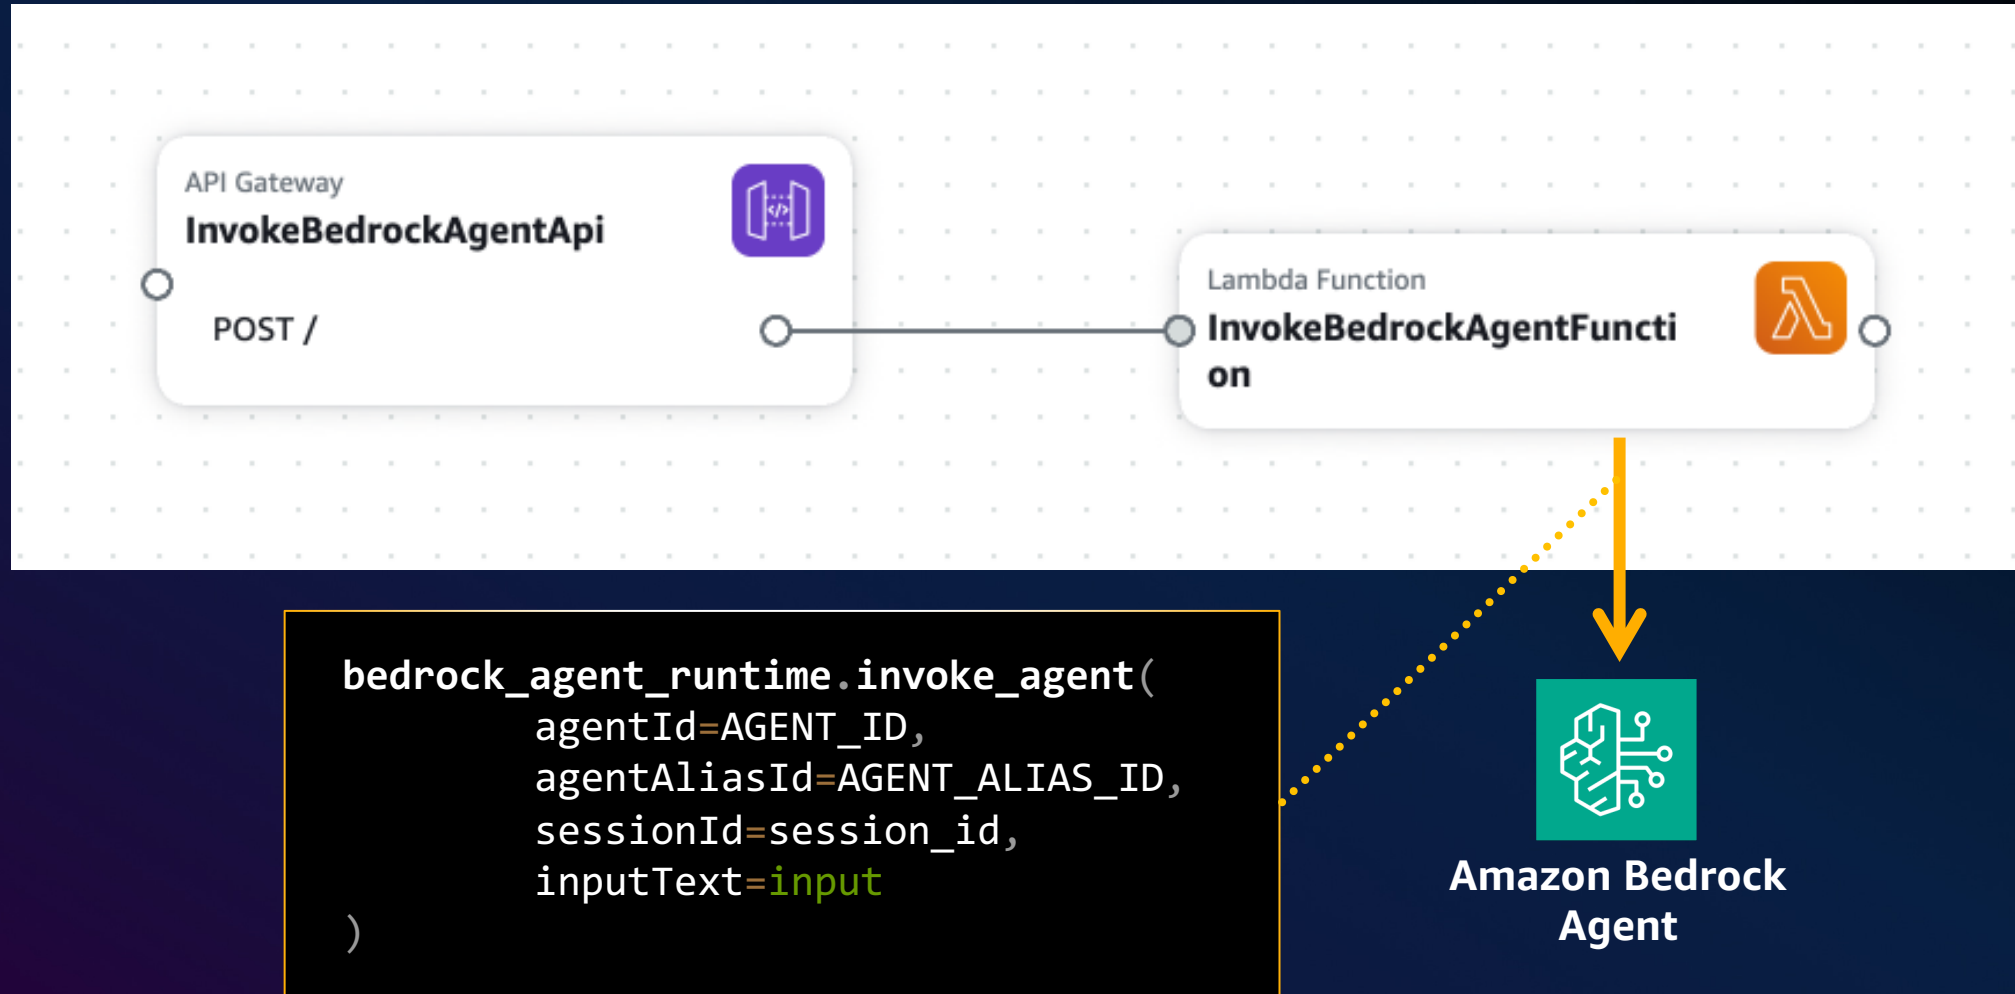 API Gateway
InvokeBedrockAgentApi
POST /
Lambda Function
InvokeBedrockAgentFuncti
on
bedrock_agent_runtime.invoke_agent(
agentId=AGENT_ID,
agentAliasId=AGENT_ALIAS_ID,
sessionId=session_id,
inputText=input
)
Amazon Bedrock
Agent